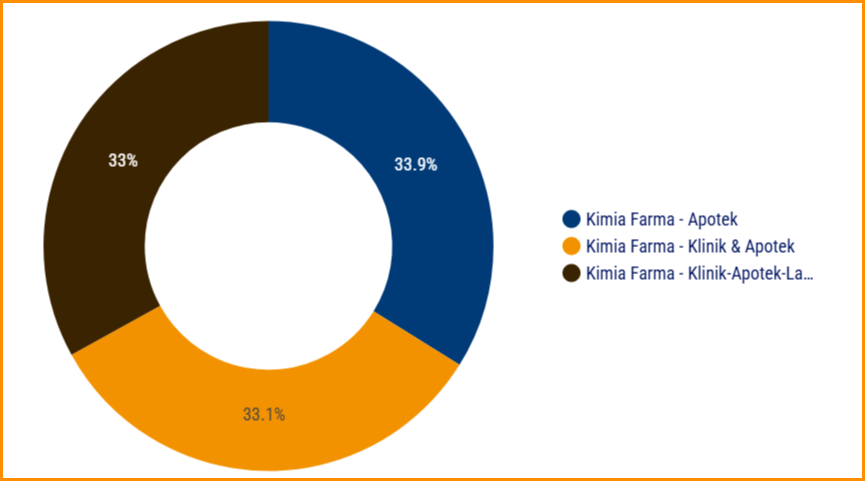 33%
33.9%
33.1%
Kimia Farma - Apotek
Kimia Farma - Klinik & Apotek
Kimia Farma - Klinik-Apotek-La...